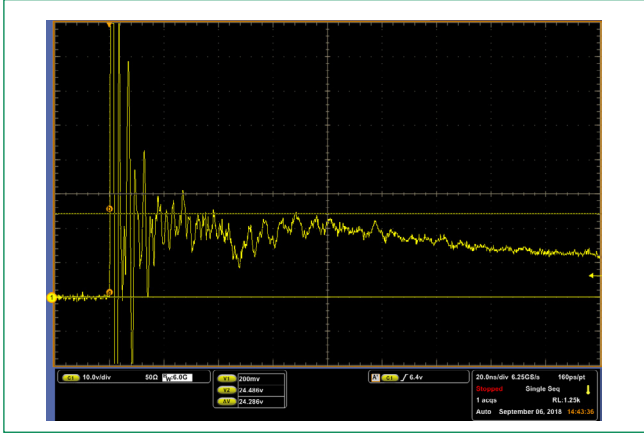 1
b
a
C1 10.0v/div 50Ω BW:6.0G
V1 200mv
V2 24.486v
ΔV 24.286v
A' C1 / 6.4v
20.0ns/div 6.25GS/s 160ps/pt
Stopped Single Seq
1 acqs RL:1.25k
Auto September 06, 2018 14:43:36